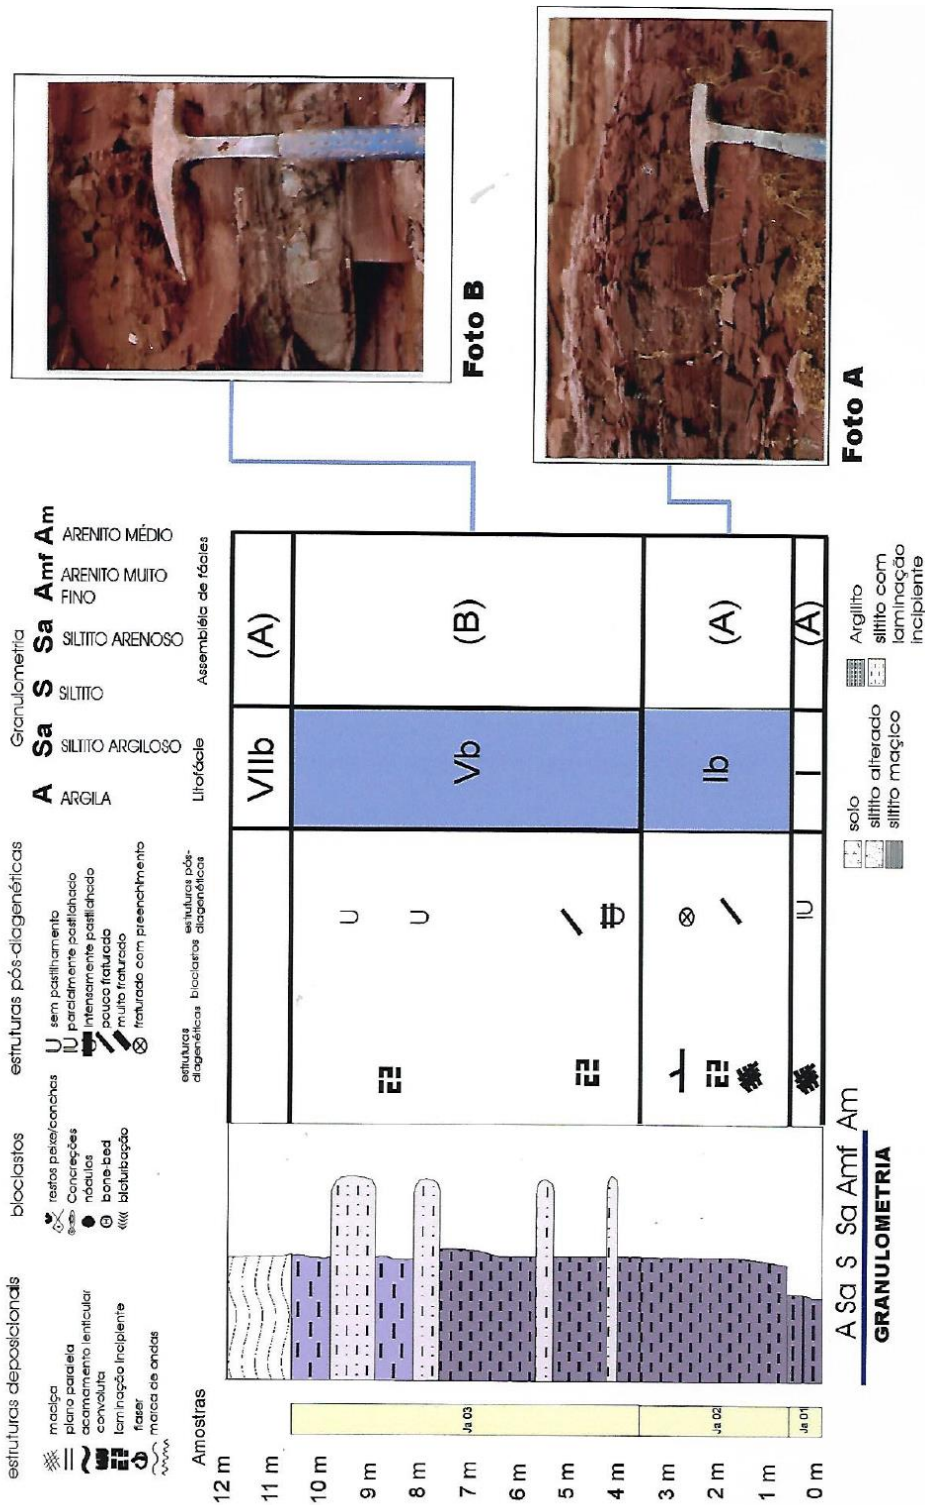 estruturas deposicionais
maciça
plano paralela
acamamento lenticular
convoluta
laminação incipiente
flaser
marca de ondas
bioclastos
restos peixe/conchas
Concreções
nódulos
bone-bed
bioturbação
estruturas pós-diagenéticas
sem pastilhamento
parcialmente pastilhado
intensamente pastilhado
pouco fraturado
muito fraturado
fraturado com preenchimento
Granulometria
A Sa S Sa Amf Am
ARGILA
SILTITO ARGILOSO
SILTITO
SILTITO ARENOSO
ARENITO MUITO
FINO
ARENITO MÉDIO
Amostras
estruturas
diagenéticas
bioclastos
estruturas pós-
diagenéticas
Litofácie
Assembléia de fácies
12 m
11 m
10 m
9 m
8 m
7 m
6 m
5 m
4 m
3 m
2 m
1 m
0 m
Ja 03
Ja 02
Ja 01
VIIb
(A)
Vb
(B)
Ib
(A)
I
(A)
A Sa S Sa Amf Am
GRANULOMETRIA
solo
siltito alterado
siltito maçiço
Argilito
siltito com
laminação
incipiente
Foto B
Foto A